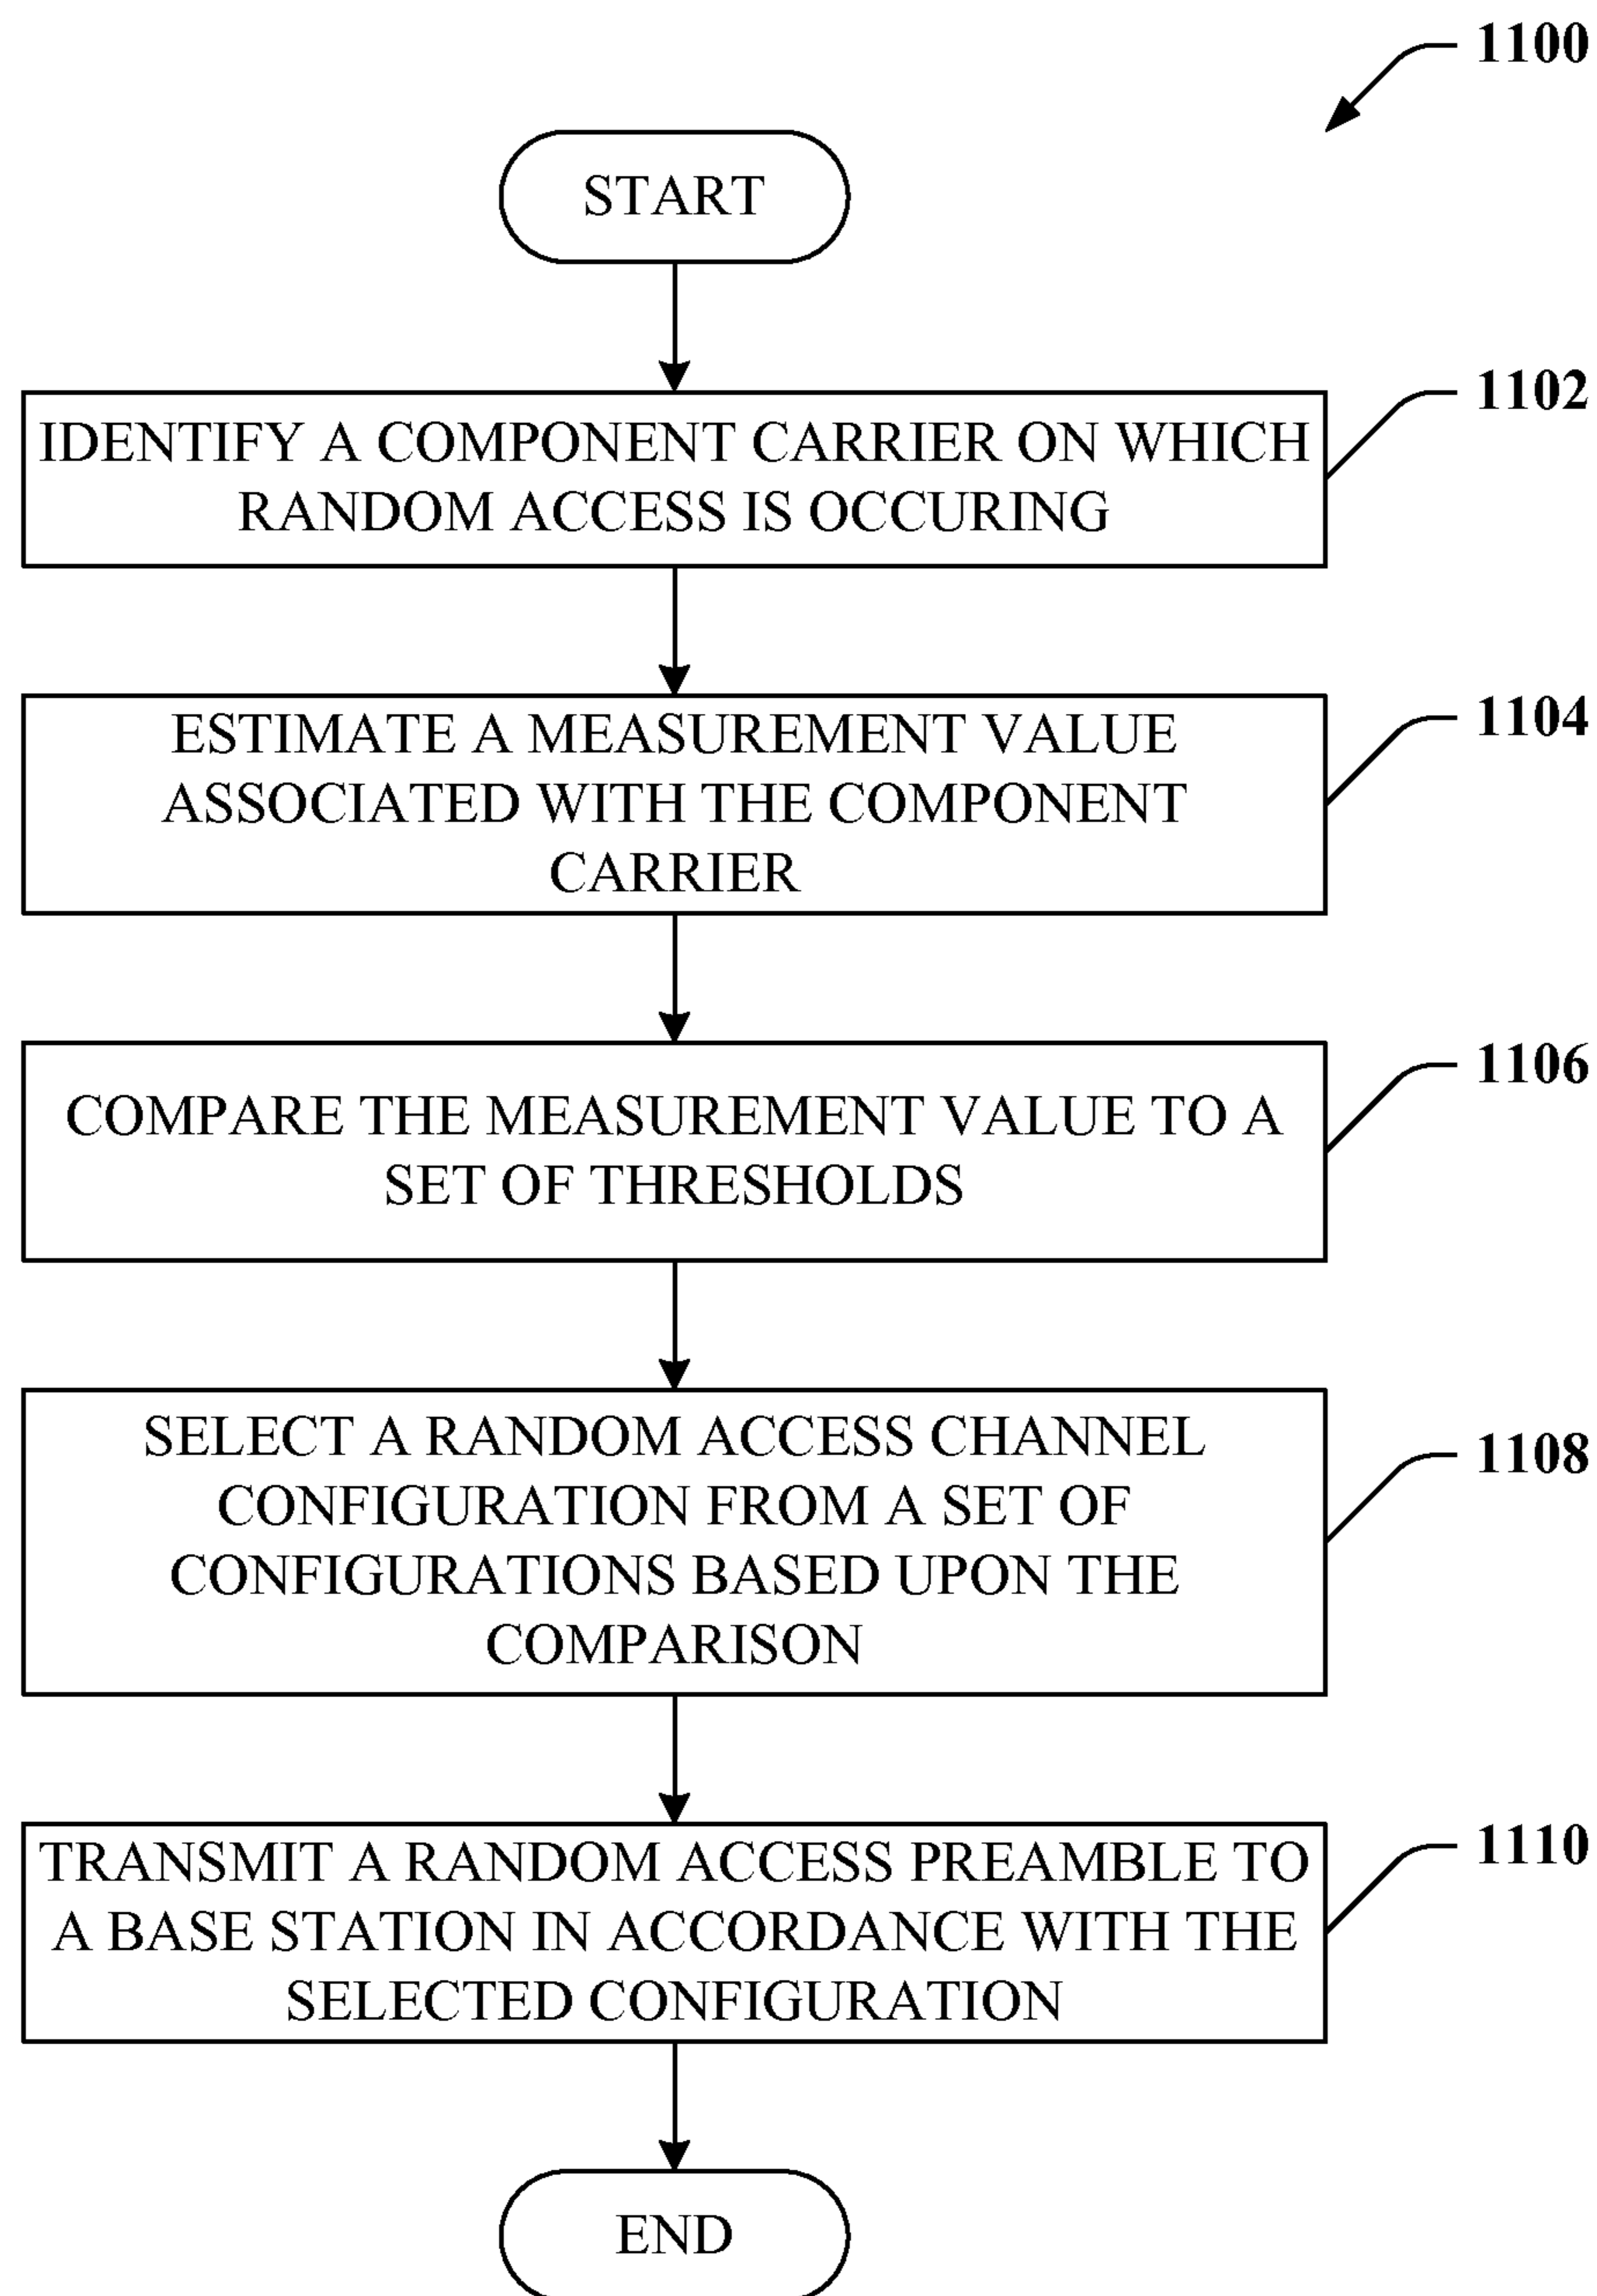 1100
START
1102
IDENTIFY A COMPONENT CARRIER ON WHICH
RANDOM ACCESS IS OCCURING
1104
ESTIMATE A MEASUREMENT VALUE
ASSOCIATED WITH THE COMPONENT
CARRIER
1106
COMPARE THE MEASUREMENT VALUE TO A
SET OF THRESHOLDS
1108
SELECT A RANDOM ACCESS CHANNEL
CONFIGURATION FROM A SET OF
CONFIGURATIONS BASED UPON THE
COMPARISON
1110
TRANSMIT A RANDOM ACCESS PREAMBLE TO
A BASE STATION IN ACCORDANCE WITH THE
SELECTED CONFIGURATION
END